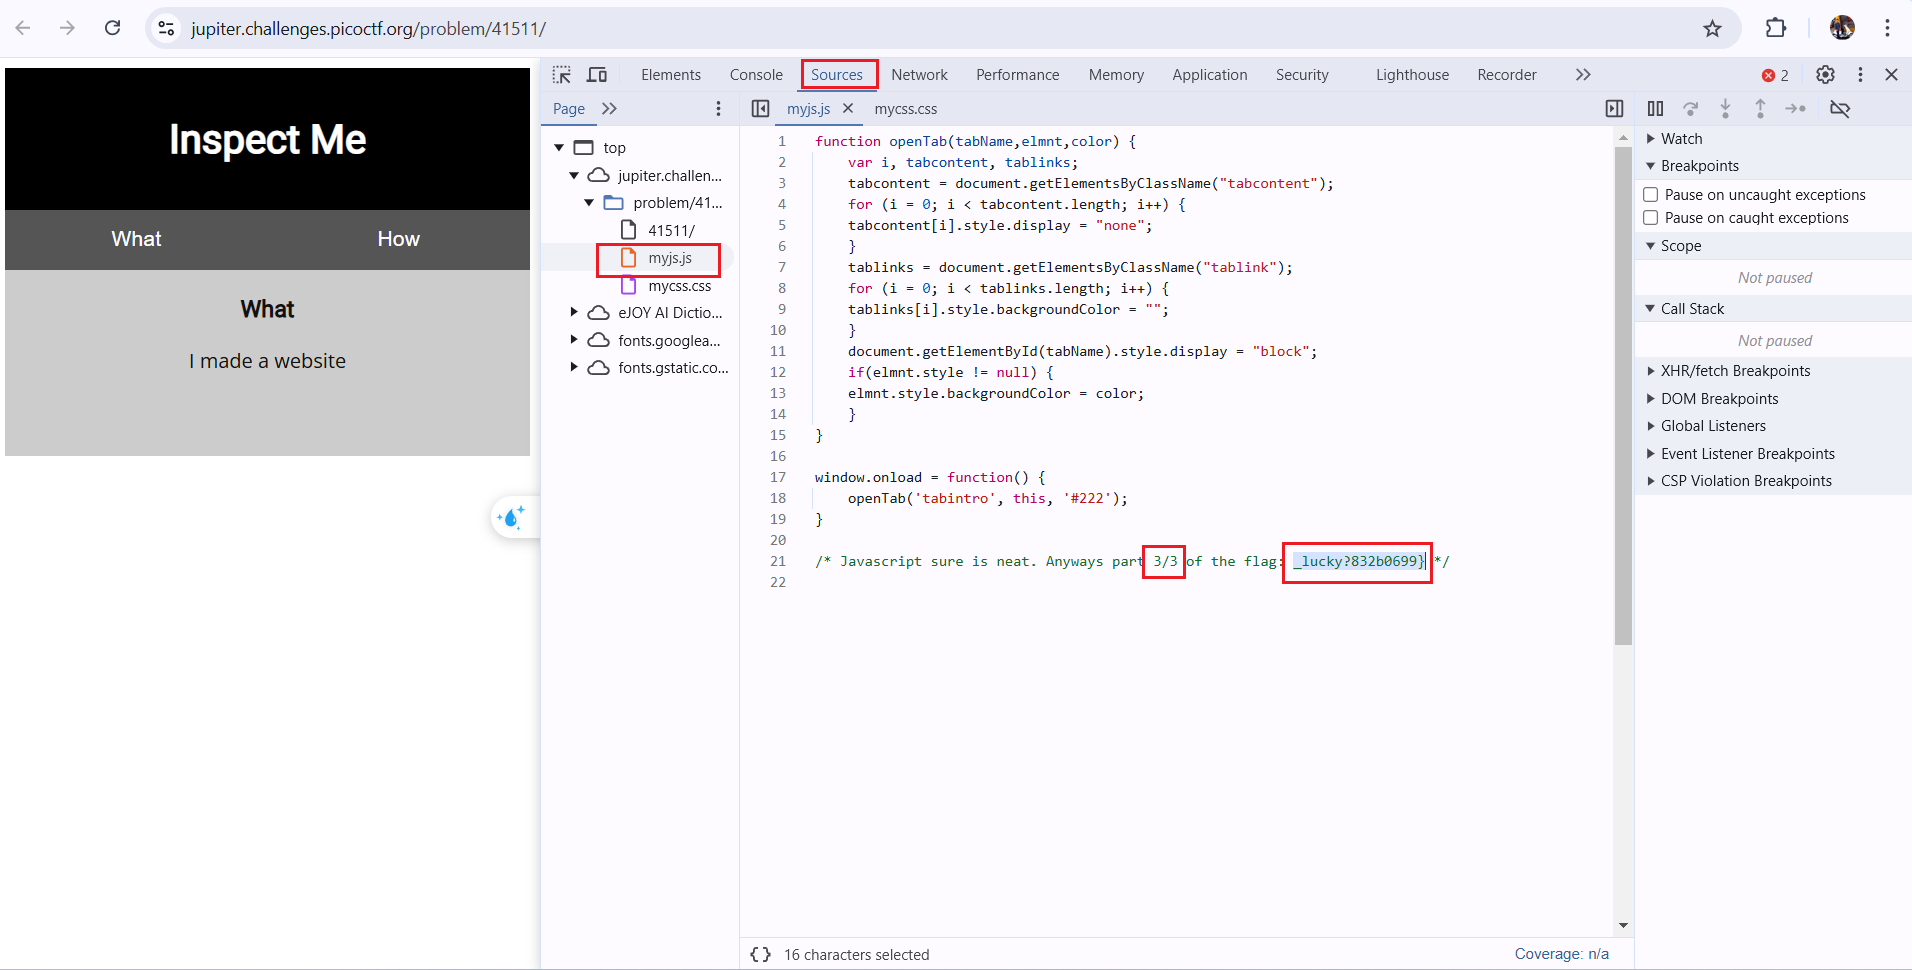 jupiter.challenges.picoctf.org/problem/41511/
Inspect Me
What
How
What
I made a website
Elements
Console
Sources
Network
Performance
Memory
Application
Security
Lighthouse
Recorder
2
Page
myjs.js
mycss.css
top
jupiter.challen...
problem/41...
41511/
myjs.js
mycss.css
eJOY AI Dictio...
fonts.googlea...
fonts.gstatic.co...
1 function openTab(tabName,elmnt,color) {
2 var i, tabcontent, tablinks;
3 tabcontent = document.getElementsByClassName("tabcontent");
4 for (i = 0; i < tabcontent.length; i++) {
5 tabcontent[i].style.display = "none";
6 }
7 tablinks = document.getElementsByClassName("tablink");
8 for (i = 0; i < tablinks.length; i++) {
9 tablinks[i].style.backgroundColor = "";
10 }
11 document.getElementById(tabName).style.display = "block";
12 if(elmnt.style != null) {
13 elmnt.style.backgroundColor = color;
14 }
15 }
16
17 window.onload = function() {
18 openTab('tabintro', this, '#222');
19 }
20
21 /* Javascript sure is neat. Anyways part 3/3 of the flag: _lucky?832b0699} */
22
{} 16 characters selected
Coverage: n/a
Watch
Breakpoints
Pause on uncaught exceptions
Pause on caught exceptions
Scope
Not paused
Call Stack
Not paused
XHR/fetch Breakpoints
DOM Breakpoints
Global Listeners
Event Listener Breakpoints
CSP Violation Breakpoints